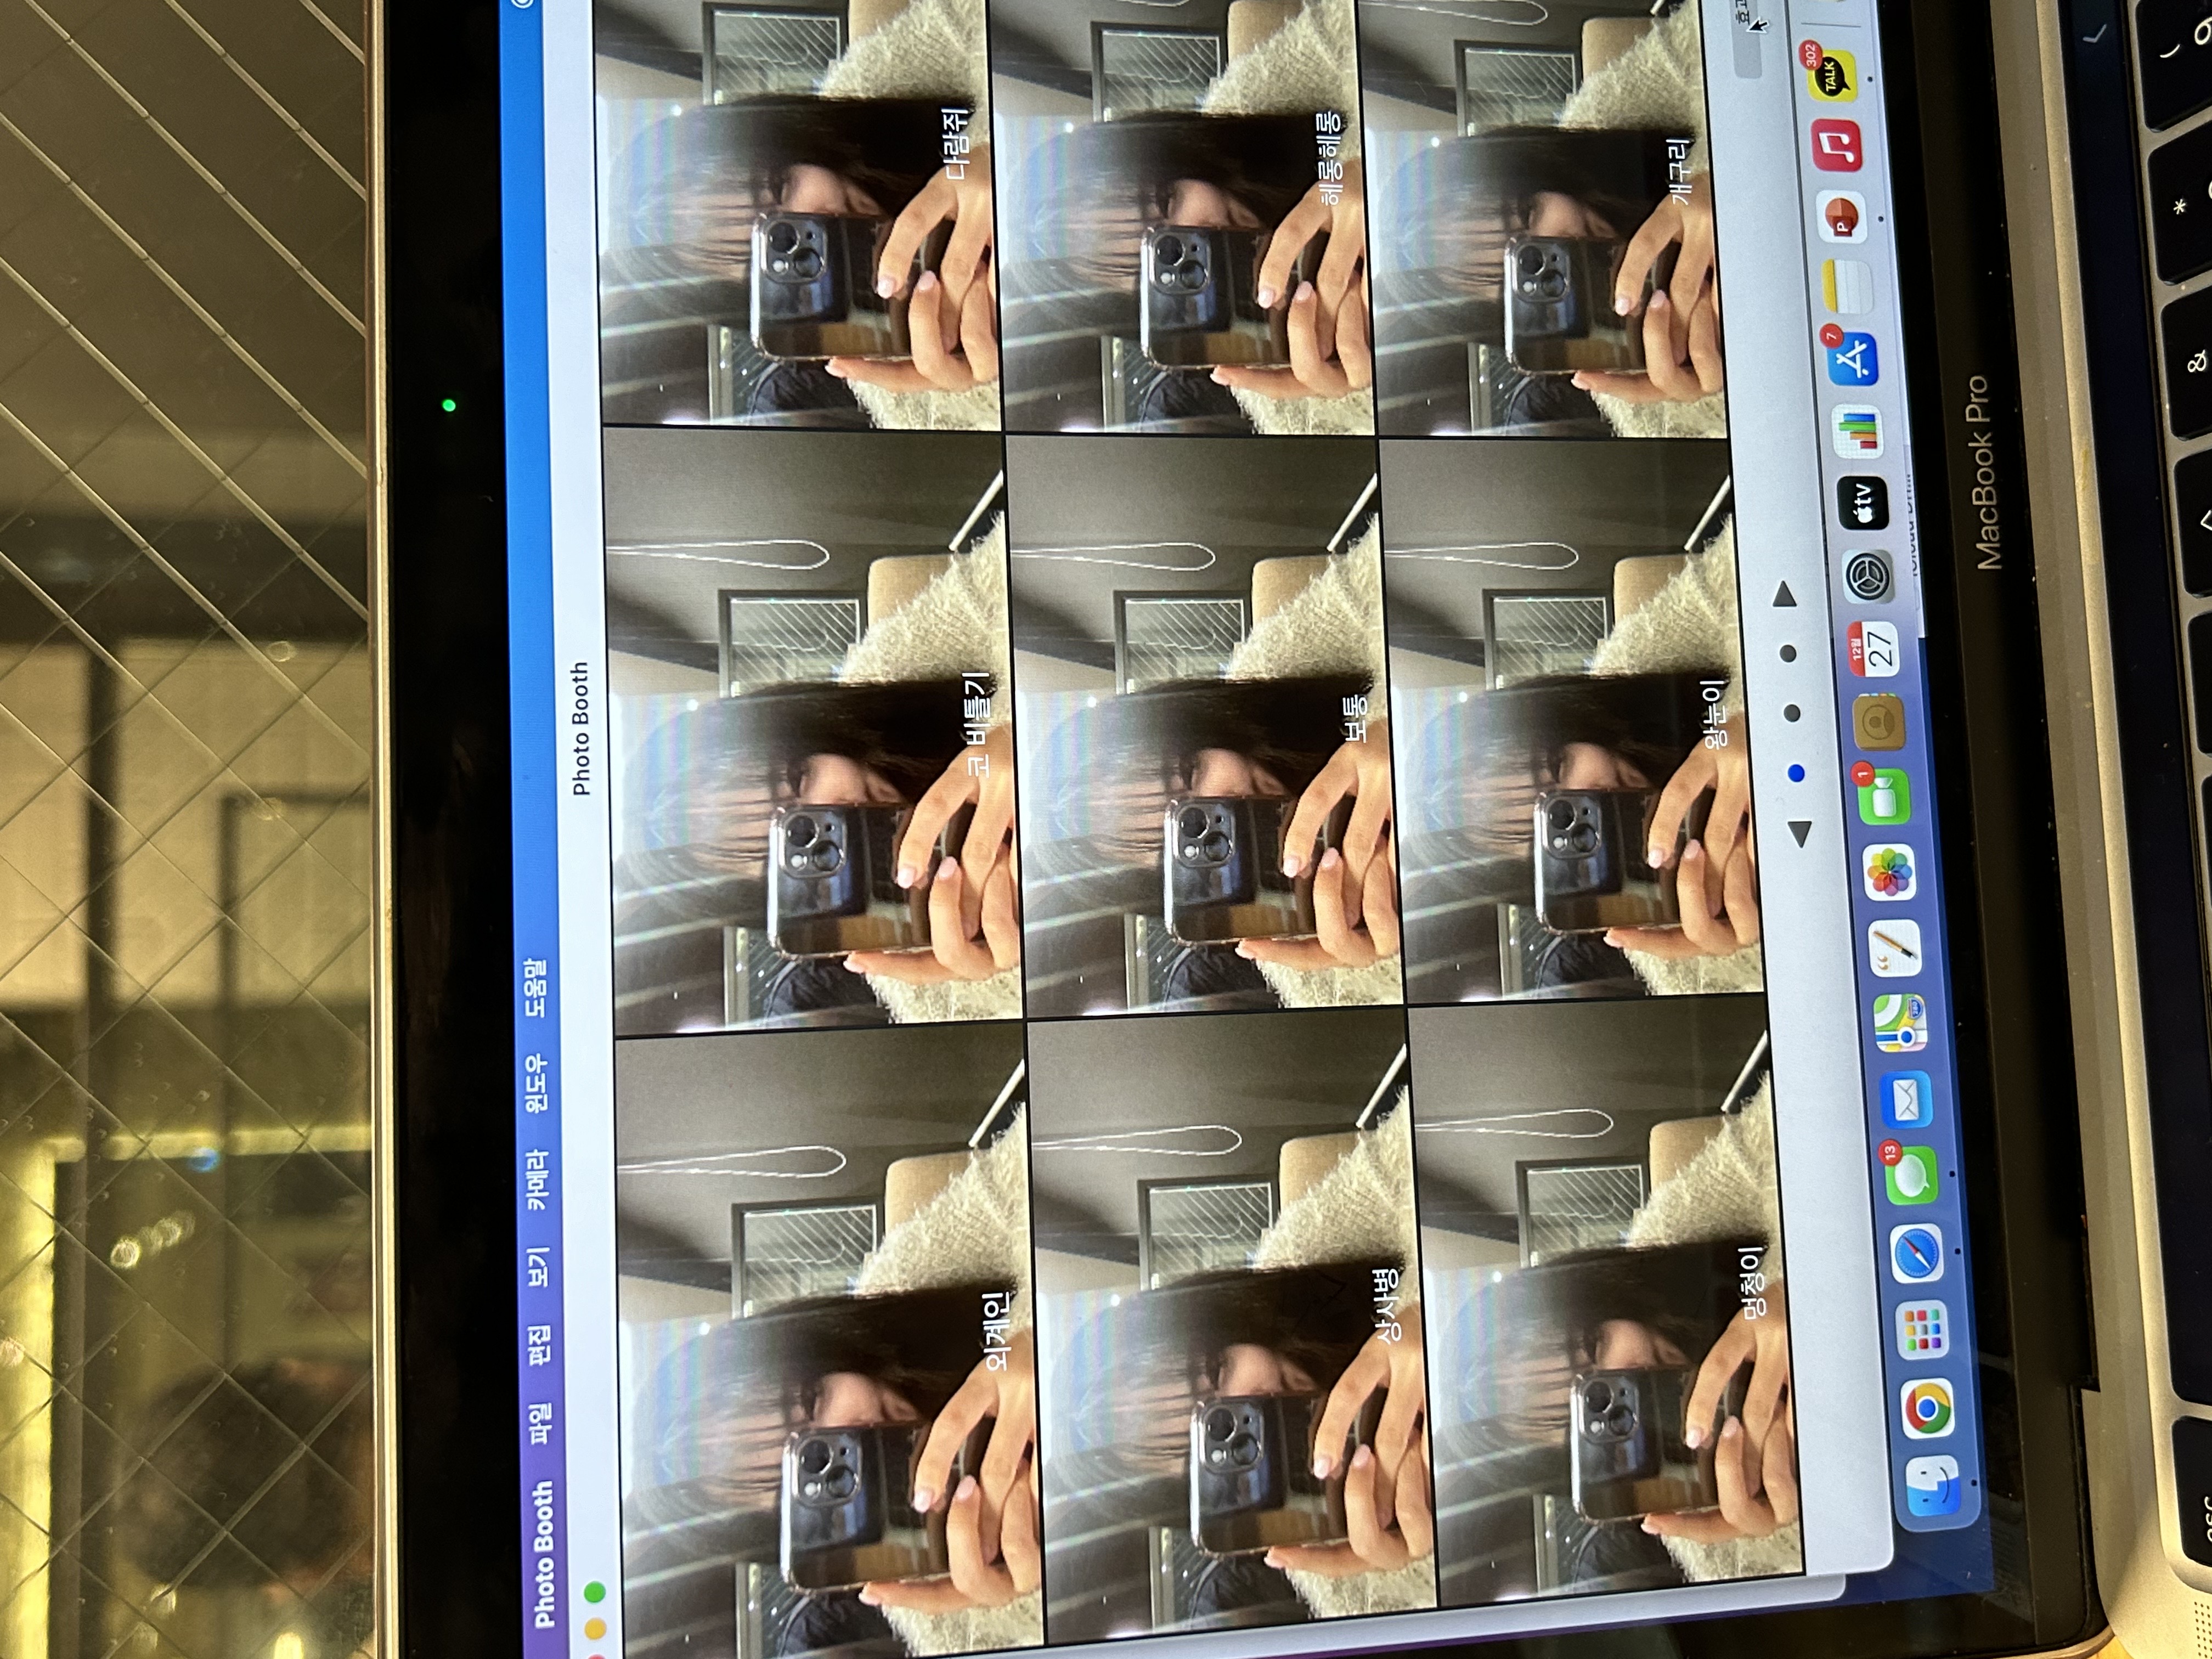 Photo Booth 파일 편집 보기 카메라 윈도우 도움말
Photo Booth
외계인 코 비틀기 다람쥐
상사병 보통 헤롱헤롱
멍청이 왕눈이 개구리
13 280 1 12월 27 tv 7 P TALK 302
MacBook Pro
esc ^ & * (
9